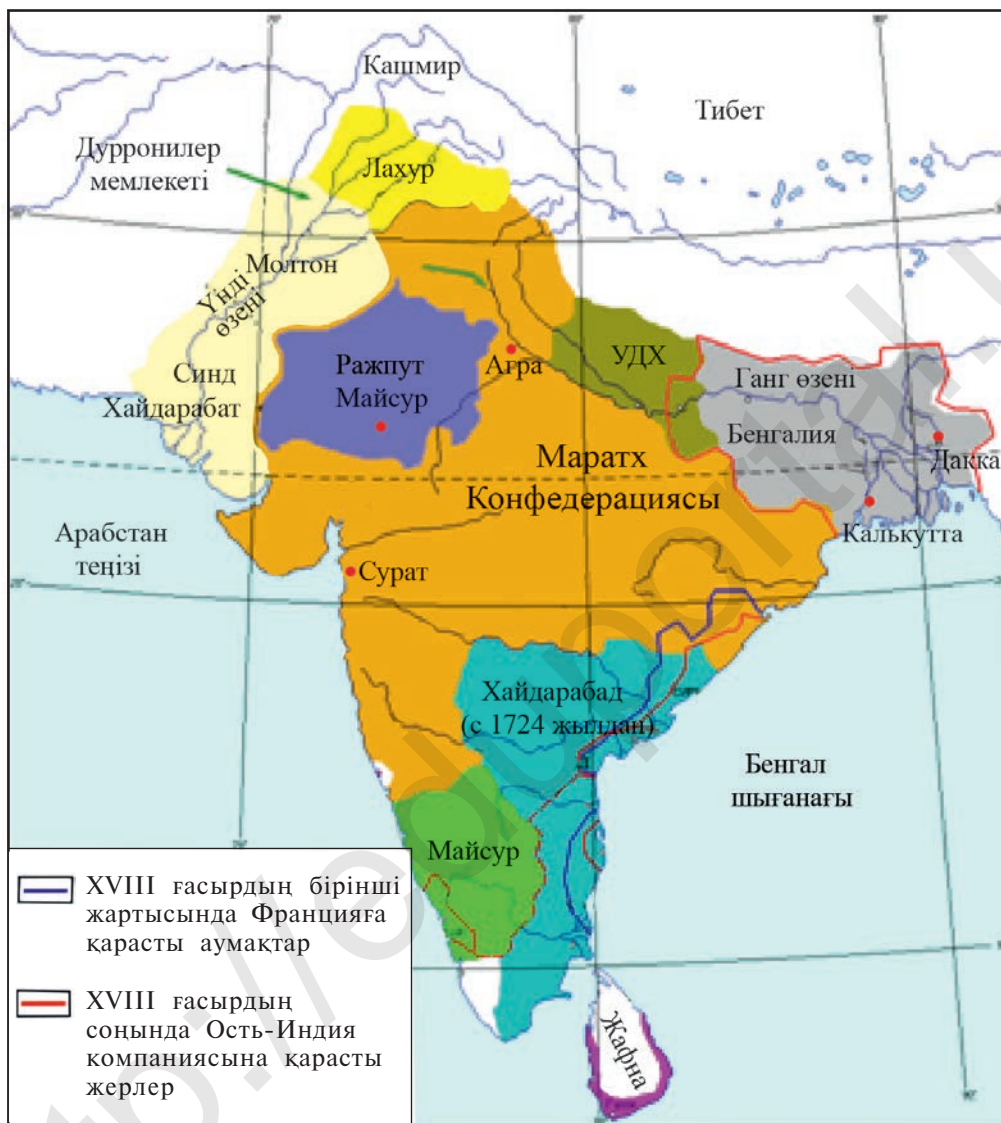 Кашмир
Тибет
Дуррониlер
мемлекеті
Лахур
Молтон
Үнді
өзені
Синд
Хайдарабат
Ражпут
Майсур
Агра
УДХ
Ганг өзені
Бенгалия
Дакка
Калькутта
Маратх
Конфедерациясы
Арабстан
теңізі
Сурат
Хайдарабад
(с 1724 жылдан)
Бенгал
шығанағы
Майсур
Жафна
XVIII ғасырдың бірінші
жартысында Францияға
қарасты аумақтар
XVIII ғасырдың
соңында Ость-Индия
компаниясына қарасты
жерлер